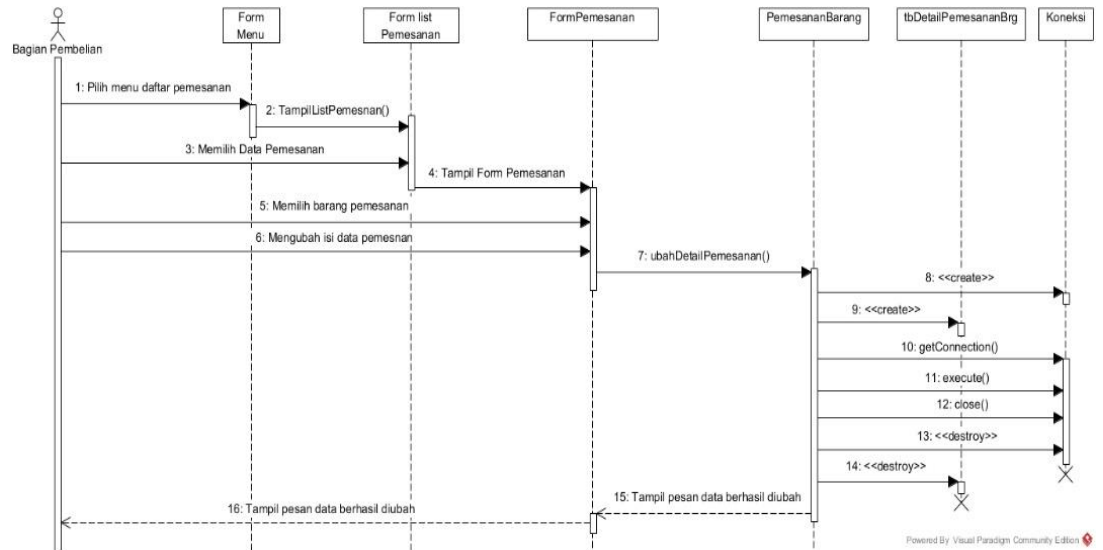 Form
Menu
Form list
Pemesanan
FormPemesanan
PemesananBarang
tbDetailPemesananBrg
Koneksi
Bagian Pembelian
1: Pilih menu daftar pemesanan
2: TampilListPemesnan()
3: Memilih Data Pemesanan
4: Tampil Form Pemesanan
5: Memilih barang pemesanan
6: Mengubah isi data pemesnan
7: ubahDetailPemesanan()
8: <<create>>
9: <<create>>
10: getConnection()
11: execute()
12: close()
13: <<destroy>>
14: <<destroy>>
15: Tampil pesan data berhasil diubah
16: Tampil pesan data berhasil diubah
Powered By Visual Paradigm Community Edition